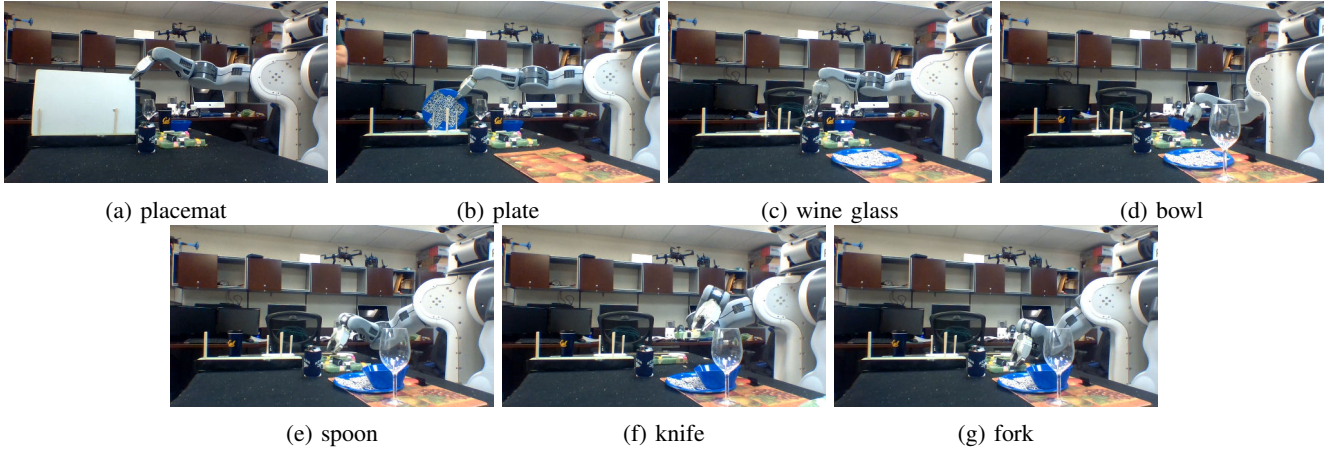 (a) placemat
(b) plate
(c) wine glass
(d) bowl
(e) spoon
(f) knife
(g) fork